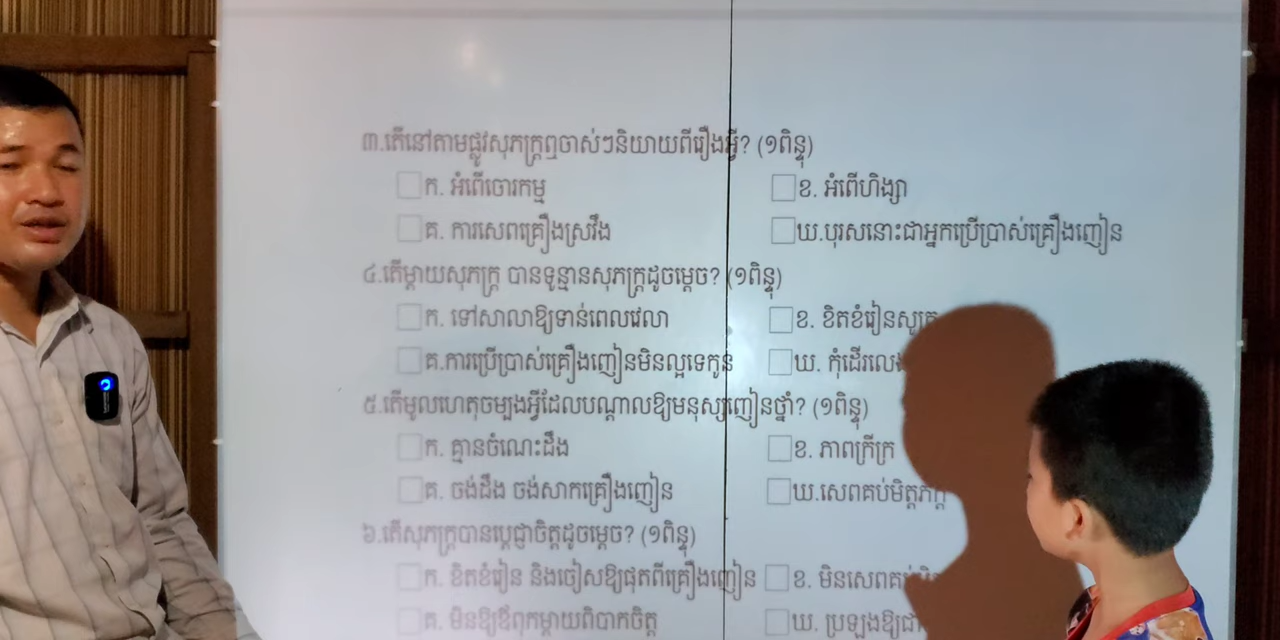 ៣.តើនៅតាមផ្លូវសុភក្ត្រឮចាស់ៗនិយាយពីរឿងអ្វី? (១ពិន្ទុ)
ក. អំពើចោរកម្ម ខ. អំពើហិង្សា
គ. ការសេពគ្រឿងស្រវឹង ឃ.បុរសនោះជាអ្នកប្រើប្រាស់គ្រឿងញៀន
៤.តើម្ដាយសុភក្ត្រ បានទូន្មានសុភក្ត្រដូចម្ដេច? (១ពិន្ទុ)
ក. ទៅសាលាឱ្យទាន់ពេលវេលា ខ. ខិតខំរៀនសូត្រ
គ.ការប្រើប្រាស់គ្រឿងញៀនមិនល្អទេកូន ឃ. កុំដើរលេង
៥.តើមូលហេតុចម្បងអ្វីដែលបណ្ដាលឱ្យមនុស្សញៀនថ្នាំ? (១ពិន្ទុ)
ក. គ្មានចំណេះដឹង ខ. ភាពក្រីក្រ
គ. ចង់ដឹង ចង់សាកគ្រឿងញៀន ឃ.សេពគប់មិត្តភក្ដិ
៦.តើសុភក្ត្របានប្ដេជ្ញាចិត្តដូចម្ដេច? (១ពិន្ទុ)
ក. ខិតខំរៀន និងចៀសឱ្យផុតពីគ្រឿងញៀន ខ. មិនសេពគប់
គ. មិនឱ្យឪពុកម្ដាយពិបាកចិត្ត ឃ. ប្រឡងឱ្យជា